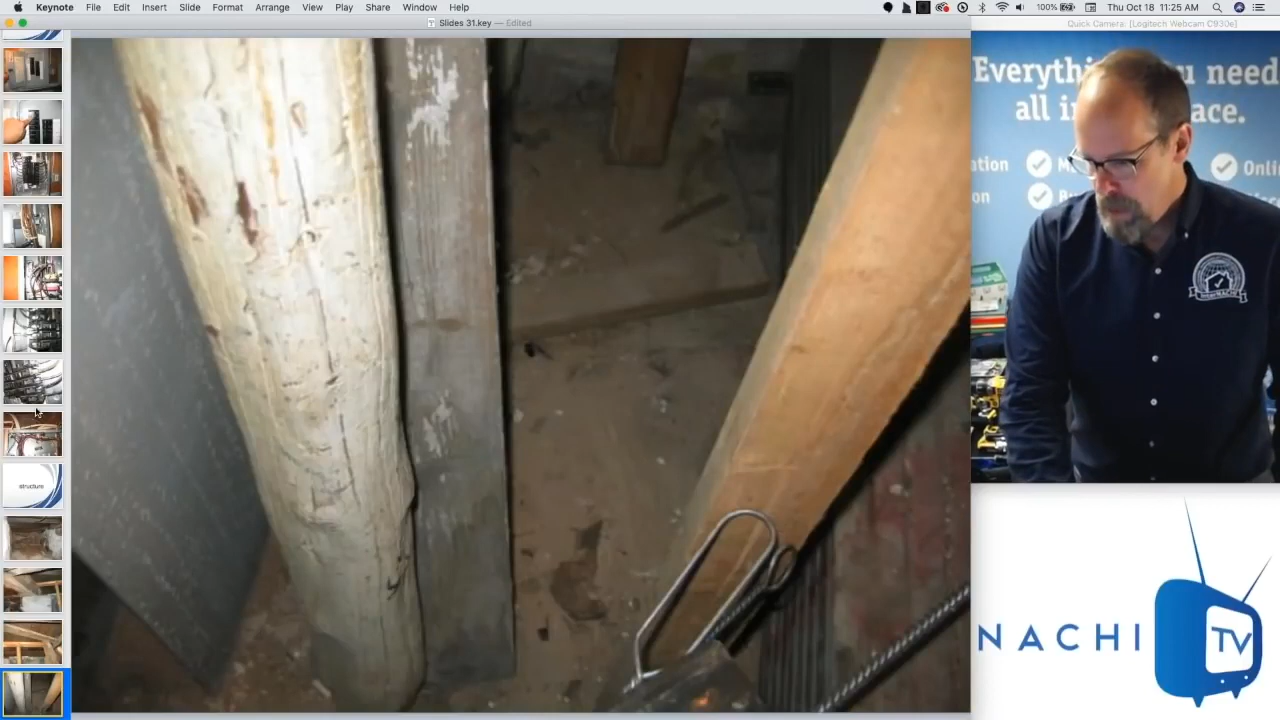 Keynote File Edit Insert Slide Format Arrange View Play Share Window Help 100% Thu Oct 18 11:25 AM
Slides 31.key — Edited
Quick Camera: [Logitech Webcam C930e]
structure
Everythi u need
all in ace.
ation M Onli
on
InterNACHI
NACHI
TV